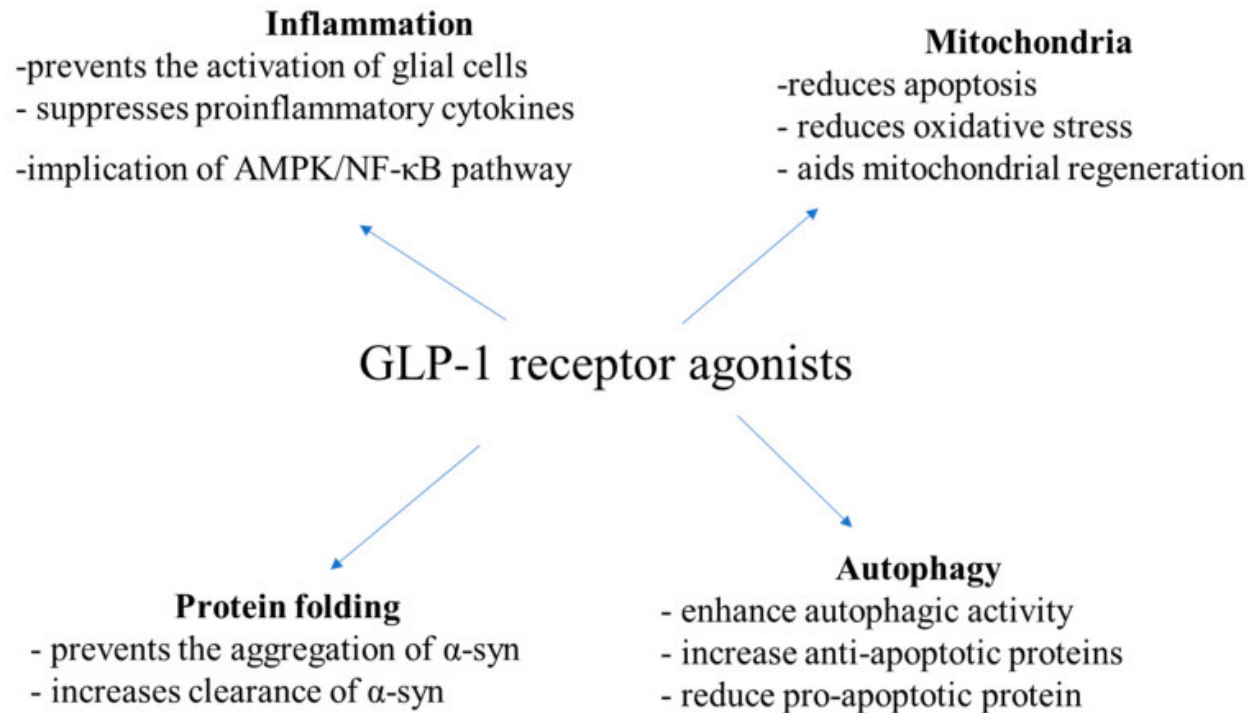 Inflammation
-prevents the activation of glial cells
- suppresses proinflammatory cytokines
-implication of AMPK/NF-κB pathway
Mitochondria
-reduces apoptosis
- reduces oxidative stress
- aids mitochondrial regeneration
GLP-1 receptor agonists
Protein folding
- prevents the aggregation of α-syn
- increases clearance of α-syn
Autophagy
- enhance autophagic activity
- increase anti-apoptotic proteins
- reduce pro-apoptotic protein